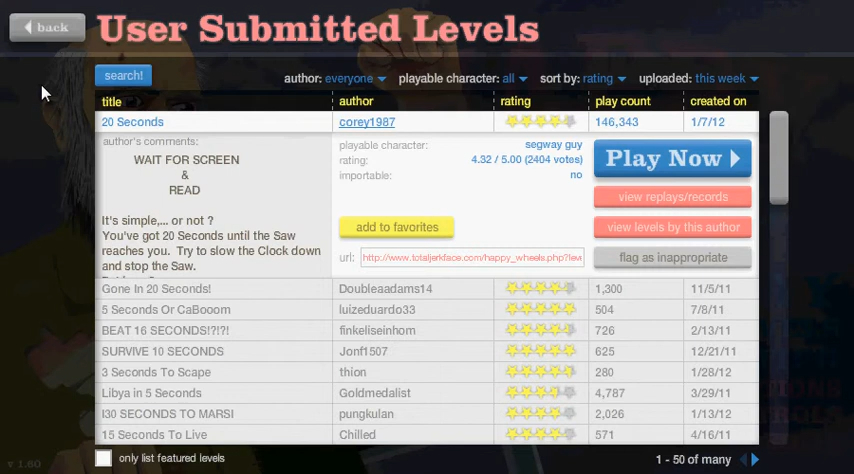 back
User Submitted Levels
search!
author: everyone playable character: all sort by: rating uploaded: this week
title author rating play count created on
20 Seconds corey1987 146,343 1/7/12
author's comments:
WAIT FOR SCREEN
&
READ
It's simple,... or not ?
You've got 20 Seconds until the Saw
reaches you. Try to slow the Clock down
and stop the Saw.
playable character: segway guy
rating: 4.32 / 5.00 (2404 votes)
importable: no
add to favorites
url: http://www.totaljerkface.com/happy_wheels.php?lev
Play Now
view replays/records
view levels by this author
flag as inappropriate
Gone In 20 Seconds! Doubleaadams14 1,300 11/5/11
5 Seconds Or CaBooom luizeduardo33 504 7/8/11
BEAT 16 SECONDS!?!?! finkeliseinhom 726 2/13/11
SURVIVE 10 SECONDS Jonf1507 625 12/21/11
3 Seconds To Scape thion 280 1/28/12
Libya in 5 Seconds Goldmedalist 4,787 3/29/11
I30 SECONDS TO MARSI pungkulan 2,026 1/13/12
15 Seconds To Live Chilled 571 4/16/11
only list featured levels
1 - 50 of many
v 1.60